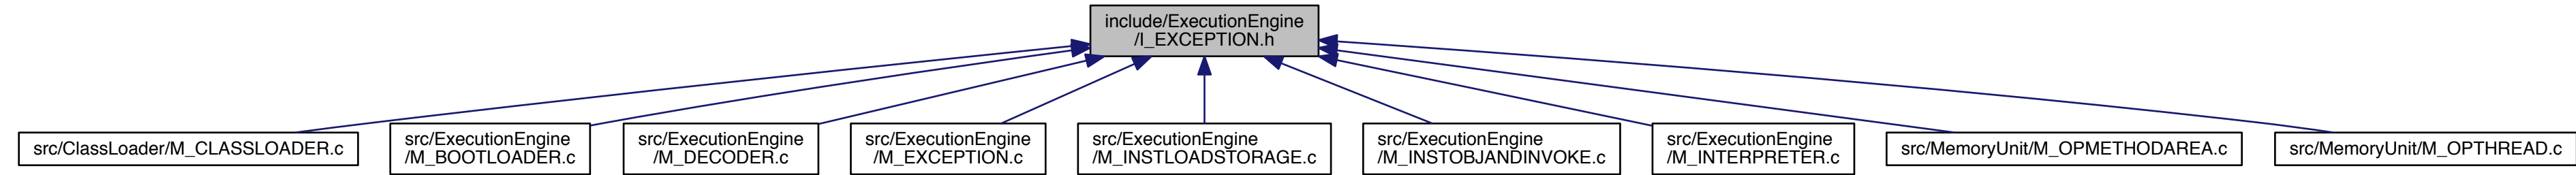 include/ExecutionEngine
/I_EXCEPTION.h
src/ClassLoader/M_CLASSLOADER.c
src/ExecutionEngine
/M_BOOTLOADER.c
src/ExecutionEngine
/M_DECODER.c
src/ExecutionEngine
/M_EXCEPTION.c
src/ExecutionEngine
/M_INSTLOADSTORAGE.c
src/ExecutionEngine
/M_INSTOBJANDINVOKE.c
src/ExecutionEngine
/M_INTERPRETER.c
src/MemoryUnit/M_OPMETHODAREA.c
src/MemoryUnit/M_OPTHREAD.c